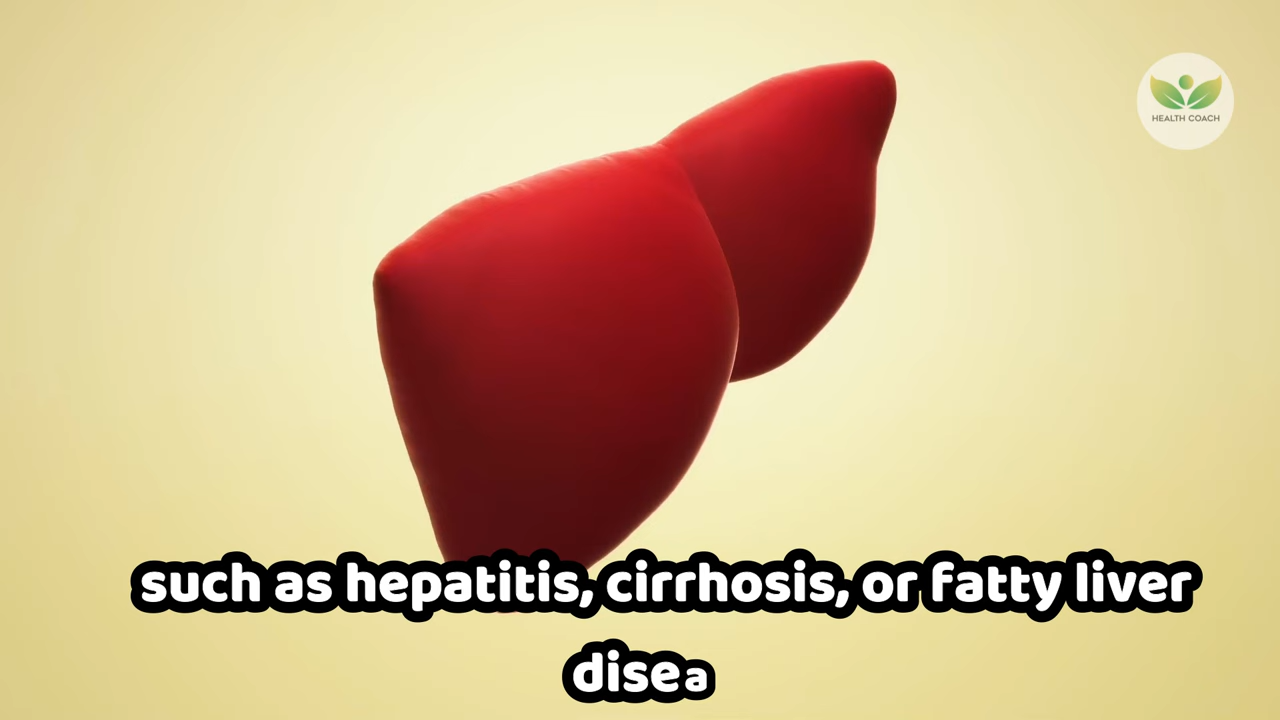 HEALTH COACH
such as hepatitis, cirrhosis, or fatty liver
disea